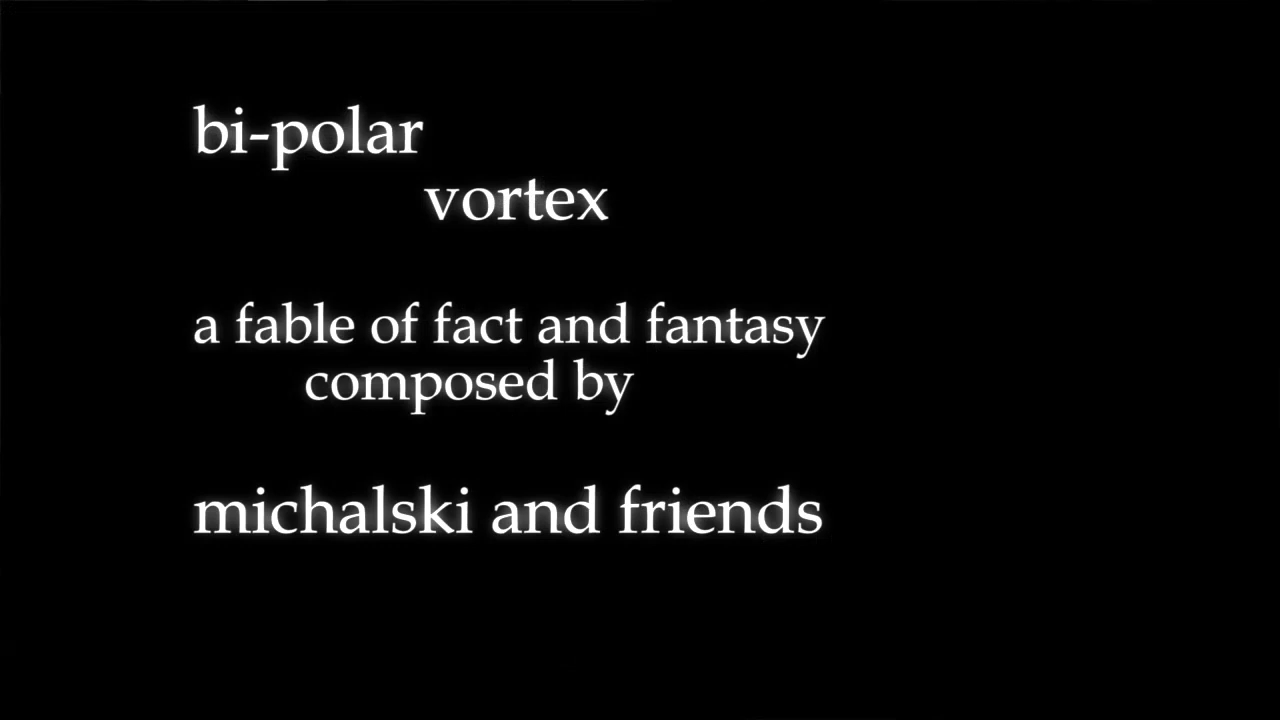 bi-polar
vortex
a fable of fact and fantasy
composed by
michalski and friends